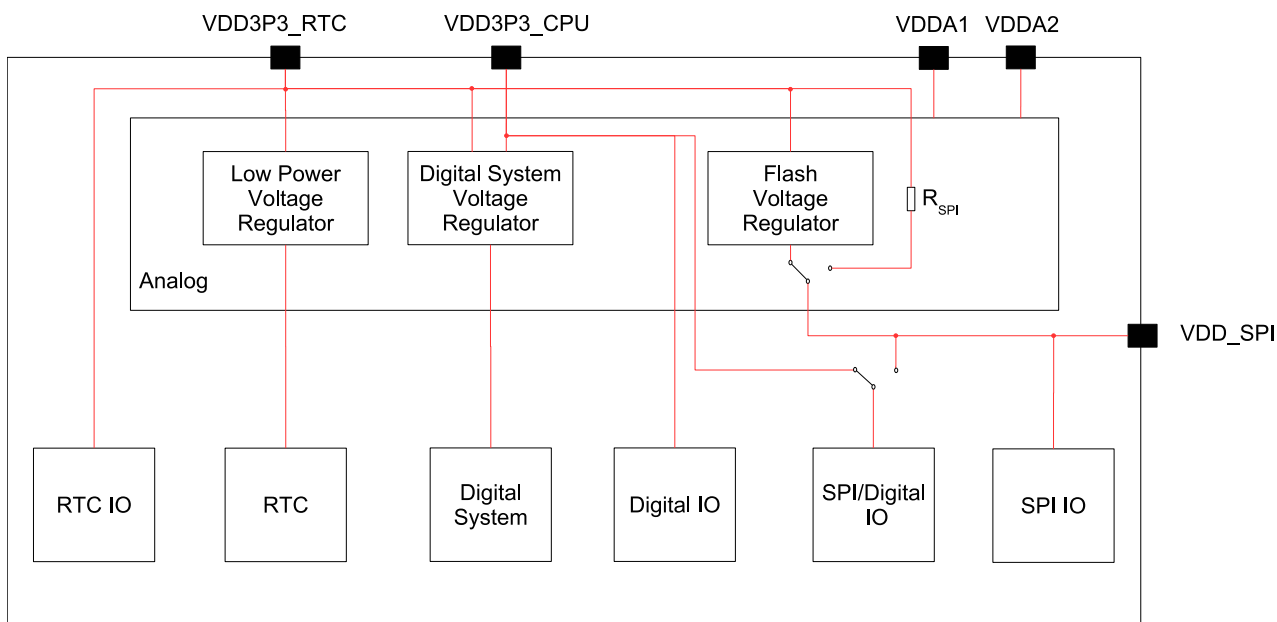 VDD3P3_RTC
VDD3P3_CPU
VDDA1
VDDA2
Low Power
Voltage
Regulator
Digital System
Voltage
Regulator
Flash
Voltage
Regulator
RSPI
Analog
VDD_SPI
RTC IO
RTC
Digital
System
Digital IO
SPI/Digital
IO
SPI IO